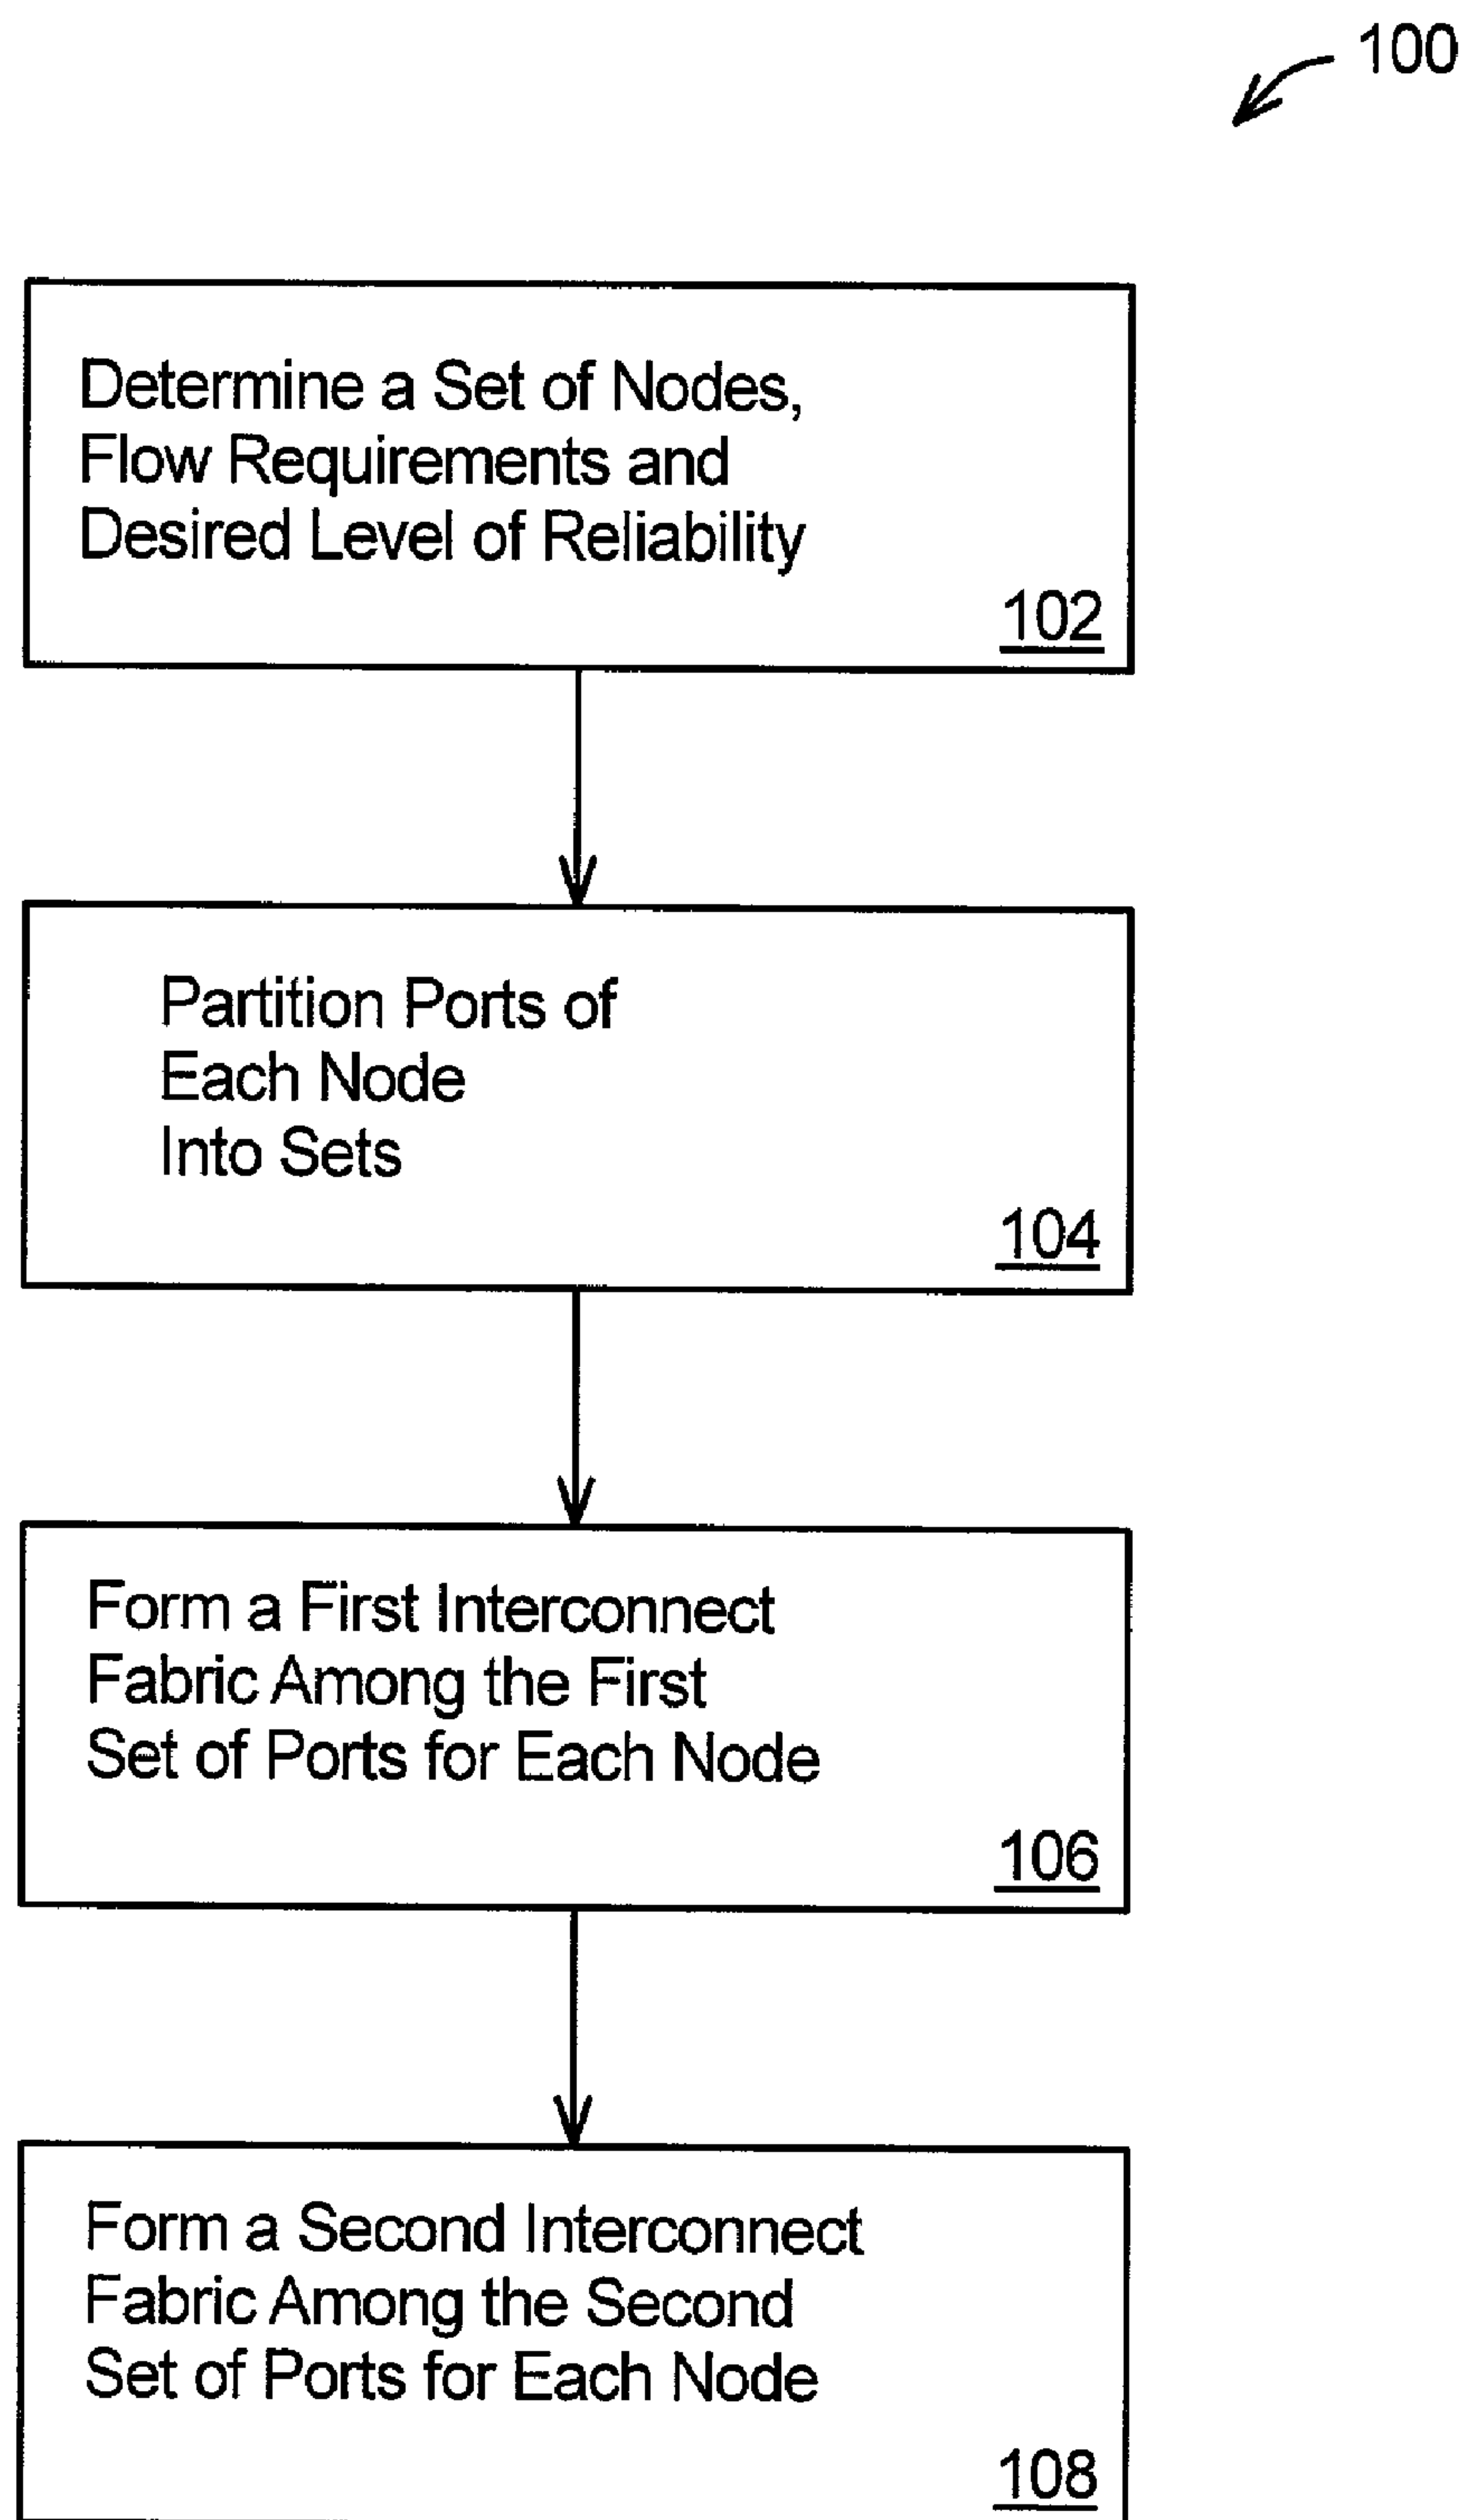 100
Determine a Set of Nodes,
Flow Requirements and
Desired Level of Reliability
102
Partition Ports of
Each Node
Into Sets
104
Form a First Interconnect
Fabric Among the First
Set of Ports for Each Node
106
Form a Second Interconnect
Fabric Among the Second
Set of Ports for Each Node
108